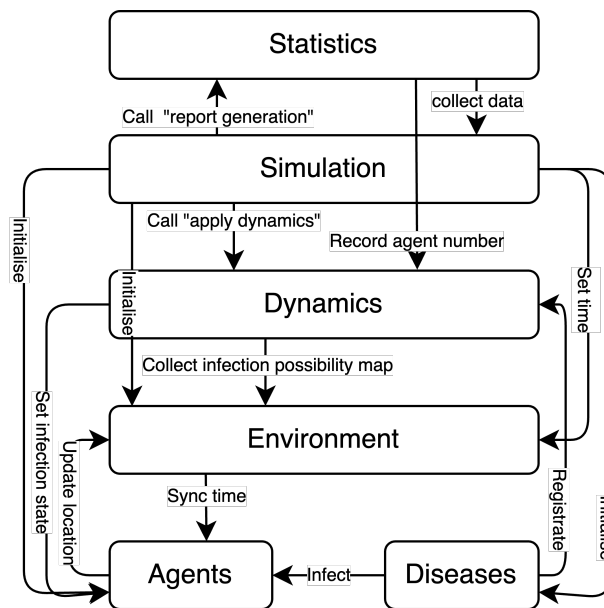 Statistics
collect data
Call "report generation"
Simulation
Call "apply dynamics"
Record agent number
Initialise
Initialise
Set time
Dynamics
Collect infection possibility map
Environment
Set infection state
Update location
Sync time
Registrate
Agents
Infect
Diseases